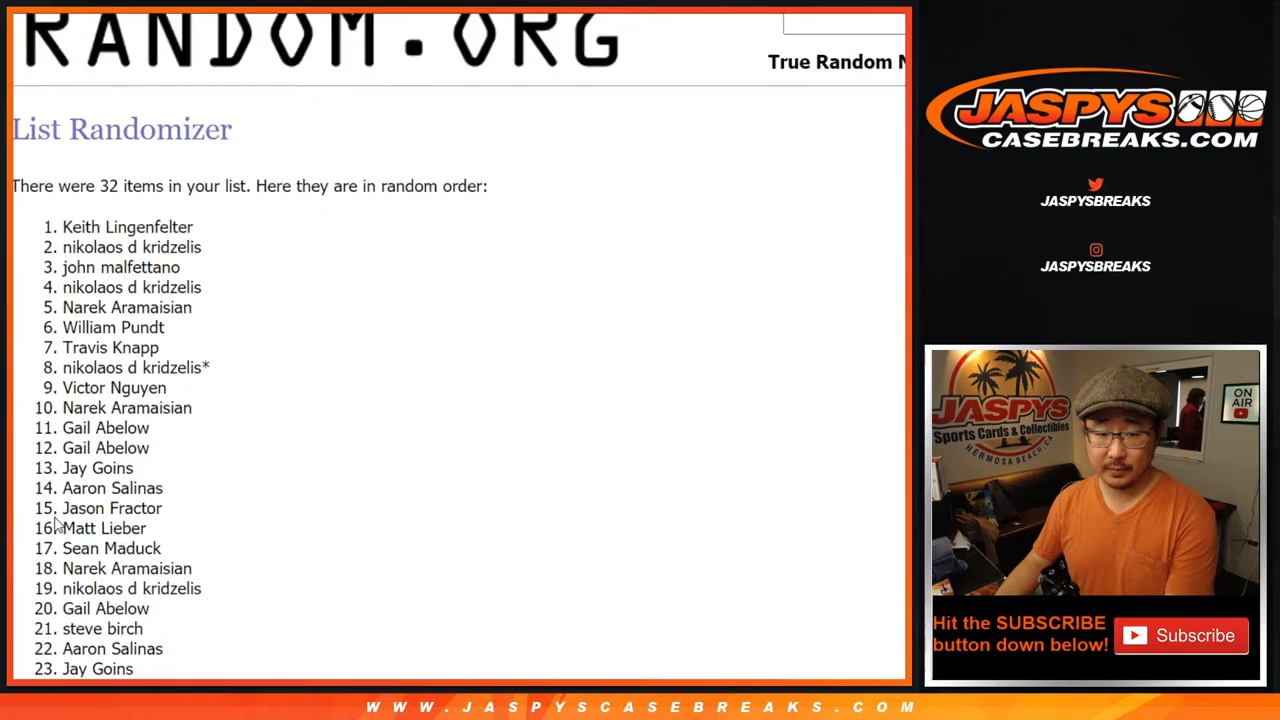 RANDOM.ORG
True Random N
List Randomizer
There were 32 items in your list. Here they are in random order:
1. Keith Lingenfelter
2. nikolaos d kridzelis
3. john malfettano
4. nikolaos d kridzelis
5. Narek Aramaisian
6. William Pundt
7. Travis Knapp
8. nikolaos d kridzelis*
9. Victor Nguyen
10. Narek Aramaisian
11. Gail Abelow
12. Gail Abelow
13. Jay Goins
14. Aaron Salinas
15. Jason Fractor
16. Matt Lieber
17. Sean Maduck
18. Narek Aramaisian
19. nikolaos d kridzelis
20. Gail Abelow
21. steve birch
22. Aaron Salinas
23. Jay Goins
JASPYS
CASEBREAKS.COM
JASPYSBREAKS
JASPYSBREAKS
JASPYS
Sports Cards & Collectibles
HERMOSA BEACH, CA
ON
AIR
Hit the SUBSCRIBE
button down below!
Subscribe
WWW.JASPYSCASEBREAKS.COM